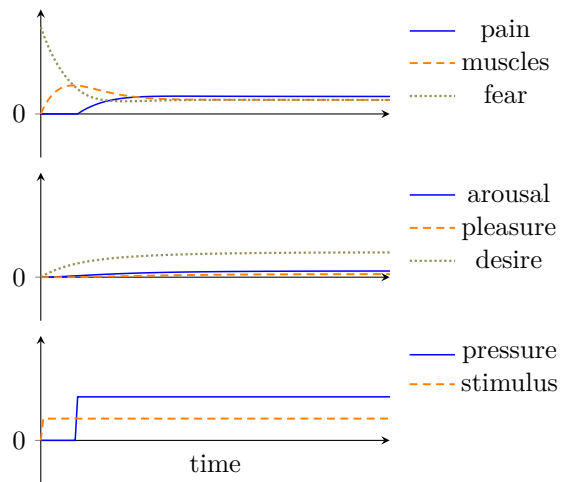 pain
muscles
fear
0
arousal
pleasure
desire
0
pressure
stimulus
0
time